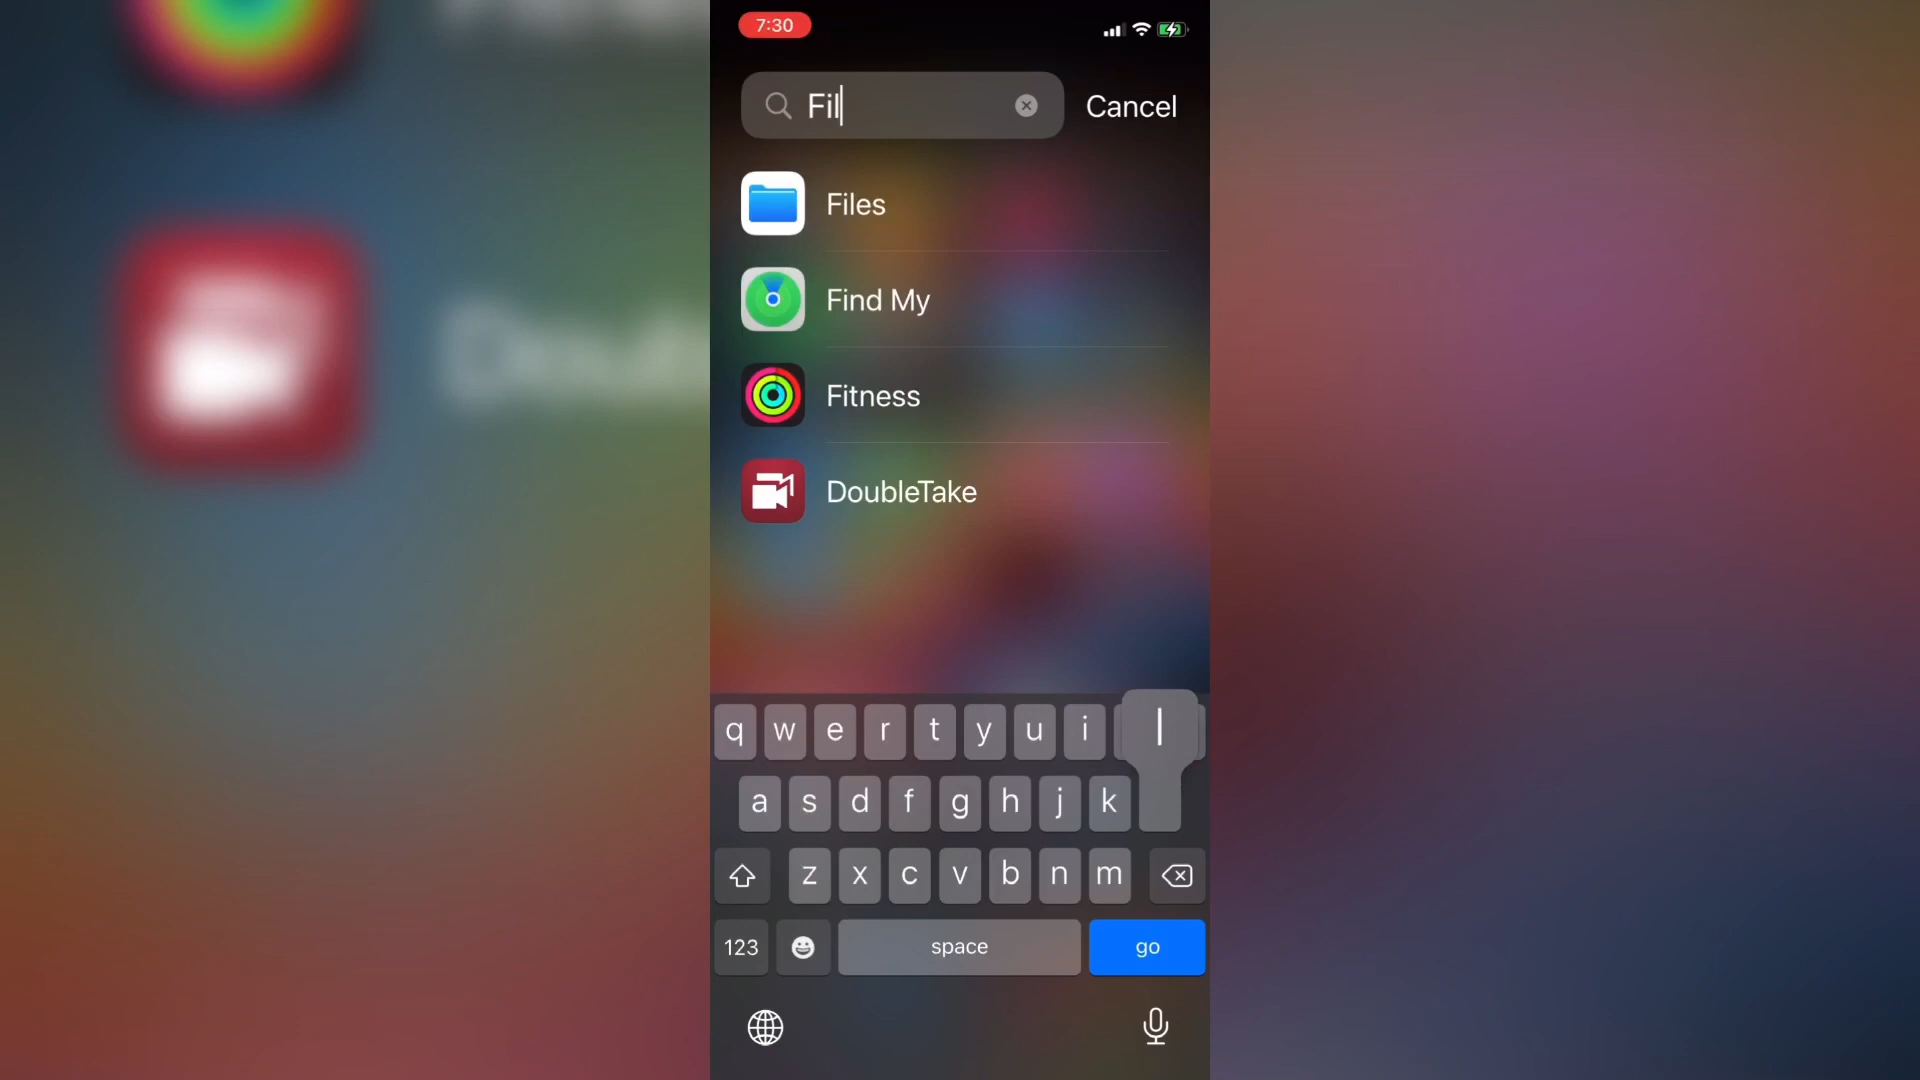 7:30
Fil
Cancel
Files
Find My
Fitness
DoubleTake
q w e r t y u i l
a s d f g h j k
z x c v b n m
123 space go